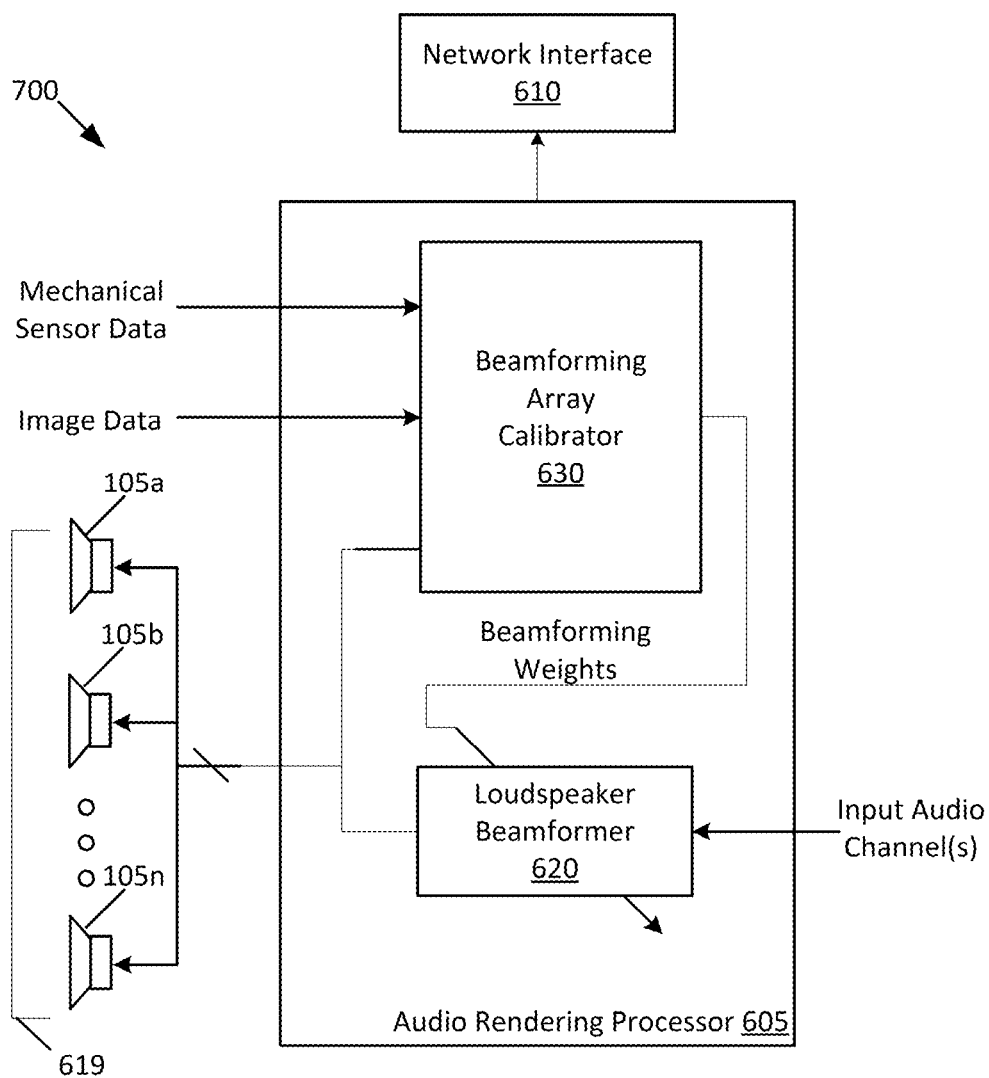 Network Interface
610
700
Mechanical
Sensor Data
Image Data
Beamforming
Array
Calibrator
630
105a
105b
105n
619
Beamforming
Weights
Loudspeaker
Beamformer
620
Input Audio
Channel(s)
Audio Rendering Processor 605